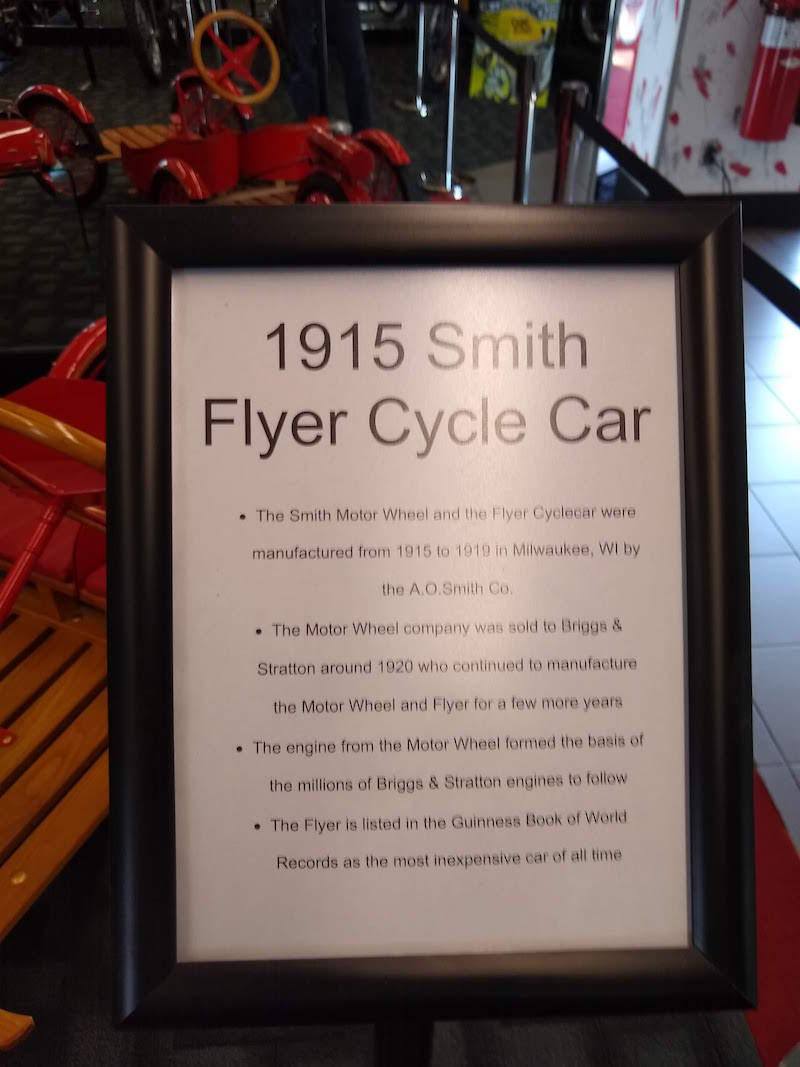 1915 Smith
Flyer Cycle Car
• The Smith Motor Wheel and the Flyer Cyclecar were
manufactured from 1915 to 1919 in Milwaukee, WI by
the A.O.Smith Co.
• The Motor Wheel company was sold to Briggs &
Stratton around 1920 who continued to manufacture
the Motor Wheel and Flyer for a few more years
• The engine from the Motor Wheel formed the basis of
the millions of Briggs & Stratton engines to follow
• The Flyer is listed in the Guinness Book of World
Records as the most inexpensive car of all time